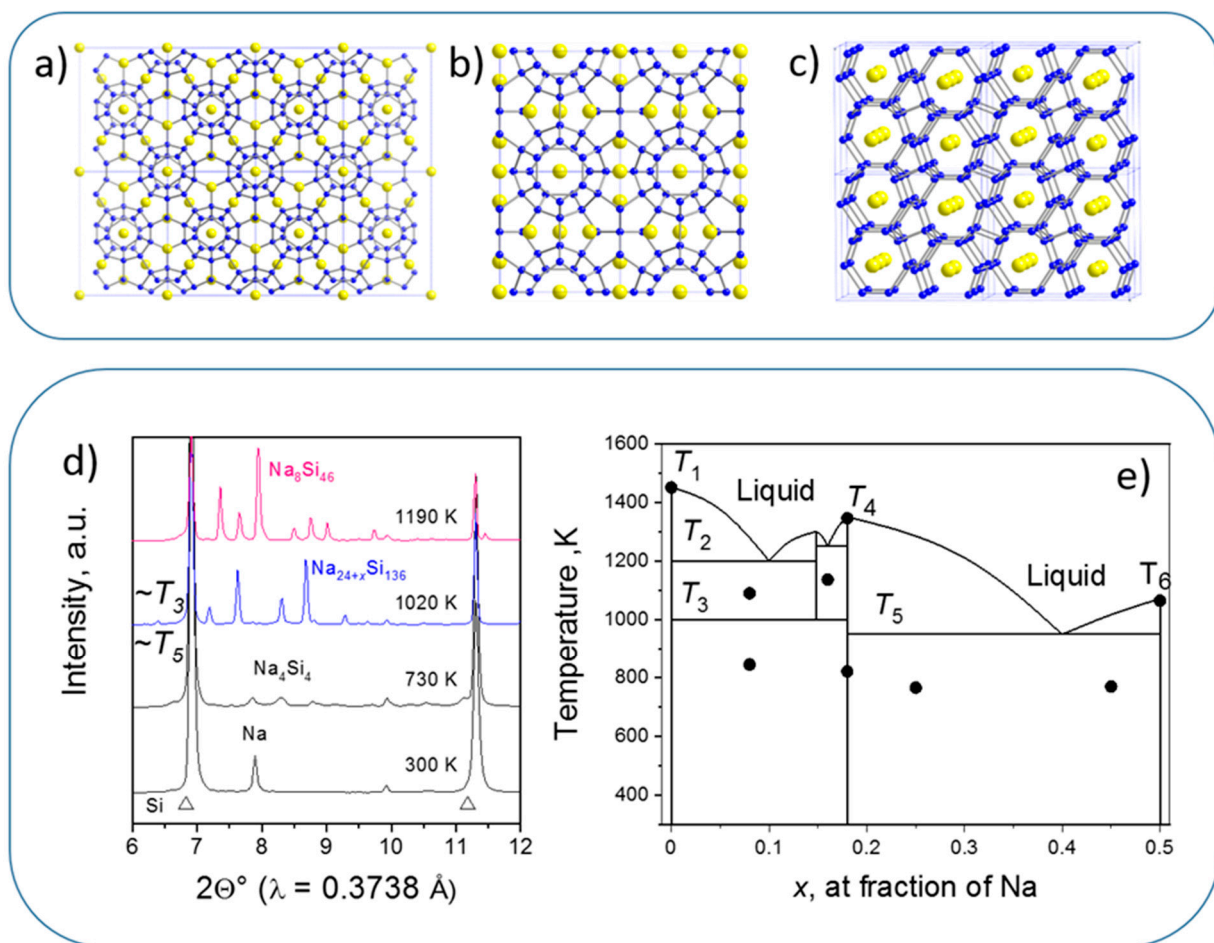 a)
b)
c)
d)
Na8Si46
1190 K
Na24+xSi136
~T3
1020 K
~T5
Na4Si4
730 K
Na
300 K
Si
Intensity, a.u.
6 7 8 9 10 11 12
2Θ° (λ = 0.3738 Å)
e)
1600
1400
1200
1000
800
600
400
Temperature ,K
T1
Liquid
T4
T2
Liquid
T6
T3
T5
0 0.1 0.2 0.3 0.4 0.5
x, at fraction of Na